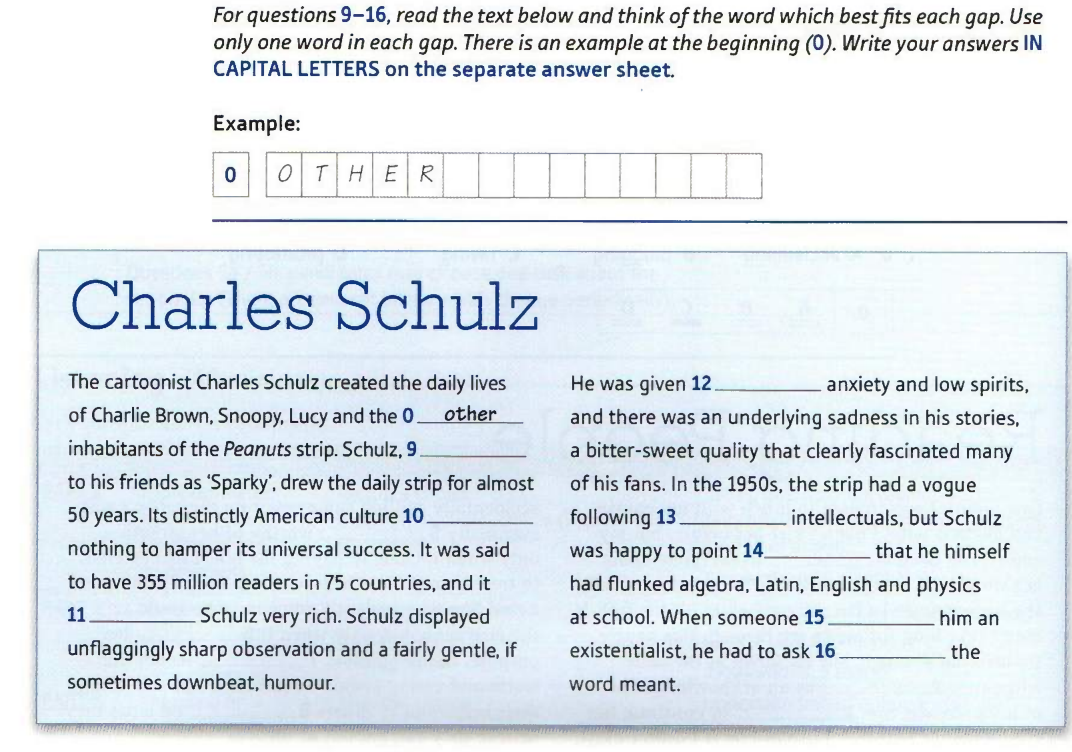 For questions 9–16, read the text below and think of the word which best fits each gap. Use
only one word in each gap. There is an example at the beginning (0). Write your answers IN
CAPITAL LETTERS on the separate answer sheet.
Example:
0 O T H E R
Charles Schulz
The cartoonist Charles Schulz created the daily lives
of Charlie Brown, Snoopy, Lucy and the 0 other
inhabitants of the Peanuts strip. Schulz, 9
to his friends as 'Sparky', drew the daily strip for almost
50 years. Its distinctly American culture 10
nothing to hamper its universal success. It was said
to have 355 million readers in 75 countries, and it
11 Schulz very rich. Schulz displayed
unflaggingly sharp observation and a fairly gentle, if
sometimes downbeat, humour.
He was given 12 anxiety and low spirits,
and there was an underlying sadness in his stories,
a bitter-sweet quality that clearly fascinated many
of his fans. In the 1950s, the strip had a vogue
following 13 intellectuals, but Schulz
was happy to point 14 that he himself
had flunked algebra, Latin, English and physics
at school. When someone 15 him an
existentialist, he had to ask 16 the
word meant.